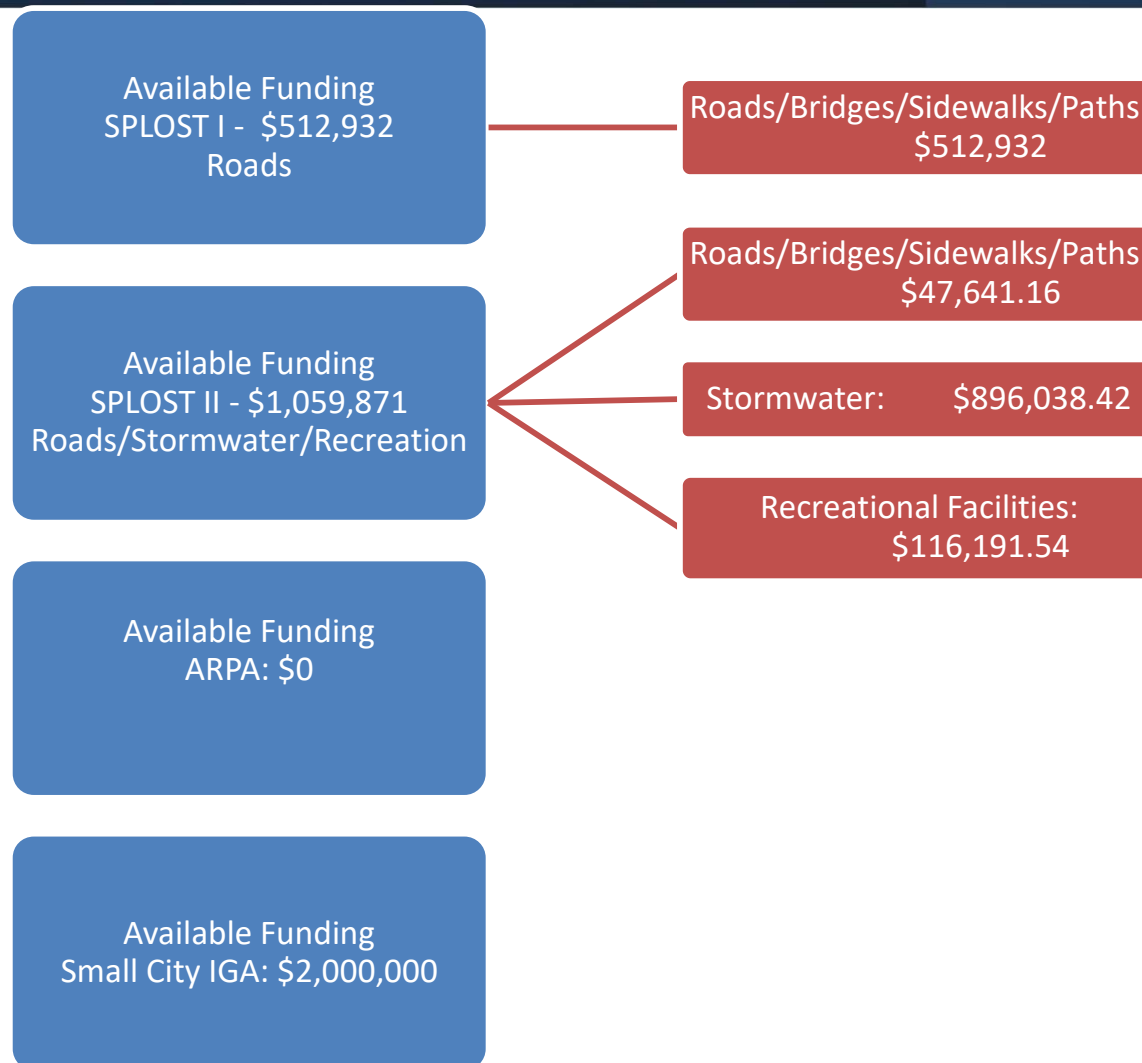 Available Funding
SPLOST I - $512,932
Roads
Roads/Bridges/Sidewalks/Paths
$512,932
Available Funding
SPLOST II - $1,059,871
Roads/Stormwater/Recreation
Roads/Bridges/Sidewalks/Paths
$47,641.16
Stormwater: $896,038.42
Recreational Facilities:
$116,191.54
Available Funding
ARPA: $0
Available Funding
Small City IGA: $2,000,000